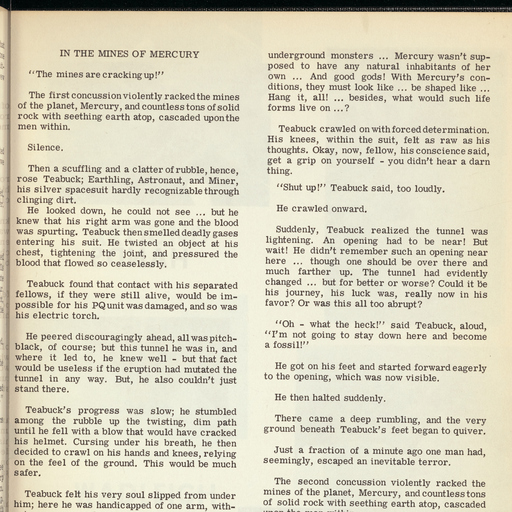 IN THE MINES OF MERCURY
"The mines are cracking up!"
The first concussion violently racked the mines
of the planet, Mercury, and countless tons of solid
rock with seething earth atop, cascaded upon the
men within.
Silence.
Then a scuffling and a clatter of rubble, hence,
rose Teabuck; Earthling, Astronaut, and Miner,
his silver spacesuit hardly recognizable through
clinging dirt.
He looked down, he could not see ... but he
knew that his right arm was gone and the blood
was spurting. Teabuck then smelled deadly gases
entering his suit. He twisted an object at his
chest, tightening the joint, and pressured the
blood that flowed so ceaselessly.
Teabuck found that contact with his separated
fellows, if they were still alive, would be im-
possible for his PQ unit was damaged, and so was
his electric torch.
He peered discouragingly ahead, all was pitch-
black, of course; but this tunnel he was in, and
where it led to, he knew well - but that fact
would be useless if the eruption had mutated the
tunnel in any way. But, he also couldn't just
stand there.
Teabuck's progress was slow; he stumbled
among the rubble up the twisting, dim path
until he fell with a blow that would have cracked
his helmet. Cursing under his breath, he then
decided to crawl on his hands and knees, relying
on the feel of the ground. This would be much
safer.
Teabuck felt his very soul slipped from under
him; here he was handicapped of one arm, with-
underground monsters ... Mercury wasn't sup-
posed to have any natural inhabitants of her
own ... And good gods! With Mercury's con-
ditions, they must look like ... be shaped like ...
Hang it, all! ... besides, what would such life
forms live on ...?
Teabuck crawled on with forced determination.
His knees, within the suit, felt as raw as his
thoughts. Okay, now, fellow, his conscience said,
get a grip on yourself - you didn't hear a darn
thing.
"Shut up!" Teabuck said, too loudly.
He crawled onward.
Suddenly, Teabuck realized the tunnel was
lightening. An opening had to be near! But
wait! He didn't remember such an opening near
here ... though one should be over there and
much farther up. The tunnel had evidently
changed ... but for better or worse? Could it be
his journey, his luck was, really now in his
favor? Or was this all too abrupt?
"Oh - what the heck!" said Teabuck, aloud,
"I'm not going to stay down here and become
a fossil!"
He got on his feet and started forward eagerly
to the opening, which was now visible.
He then halted suddenly.
There came a deep rumbling, and the very
ground beneath Teabuck's feet began to quiver.
Just a fraction of a minute ago one man had,
seemingly, escaped an inevitable terror.
The second concussion violently racked the
mines of the planet, Mercury, and countless tons
of solid rock with seething earth atop, cascaded